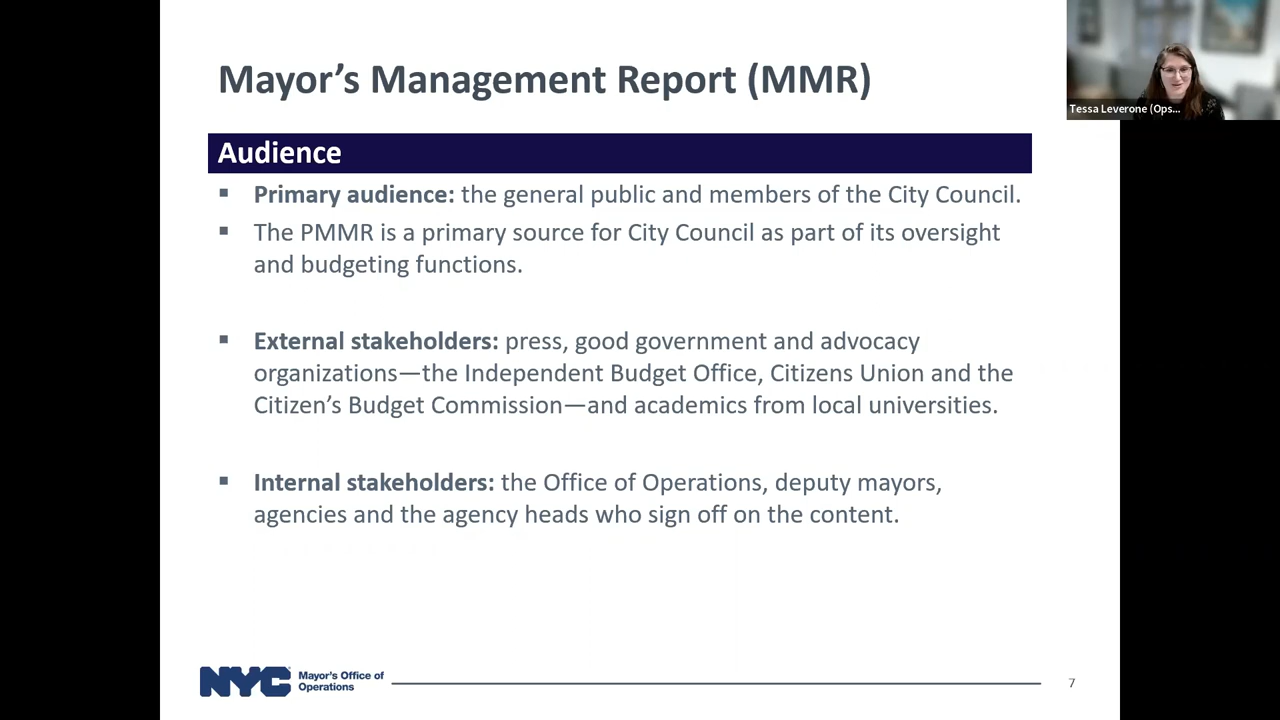 Mayor's Management Report (MMR)
Tessa Leverone (Ops...
Audience
▪ Primary audience: the general public and members of the City Council.
▪ The PMMR is a primary source for City Council as part of its oversight
and budgeting functions.
▪ External stakeholders: press, good government and advocacy
organizations—the Independent Budget Office, Citizens Union and the
Citizen's Budget Commission—and academics from local universities.
▪ Internal stakeholders: the Office of Operations, deputy mayors,
agencies and the agency heads who sign off on the content.
NYC
Mayor's Office of
Operations
7